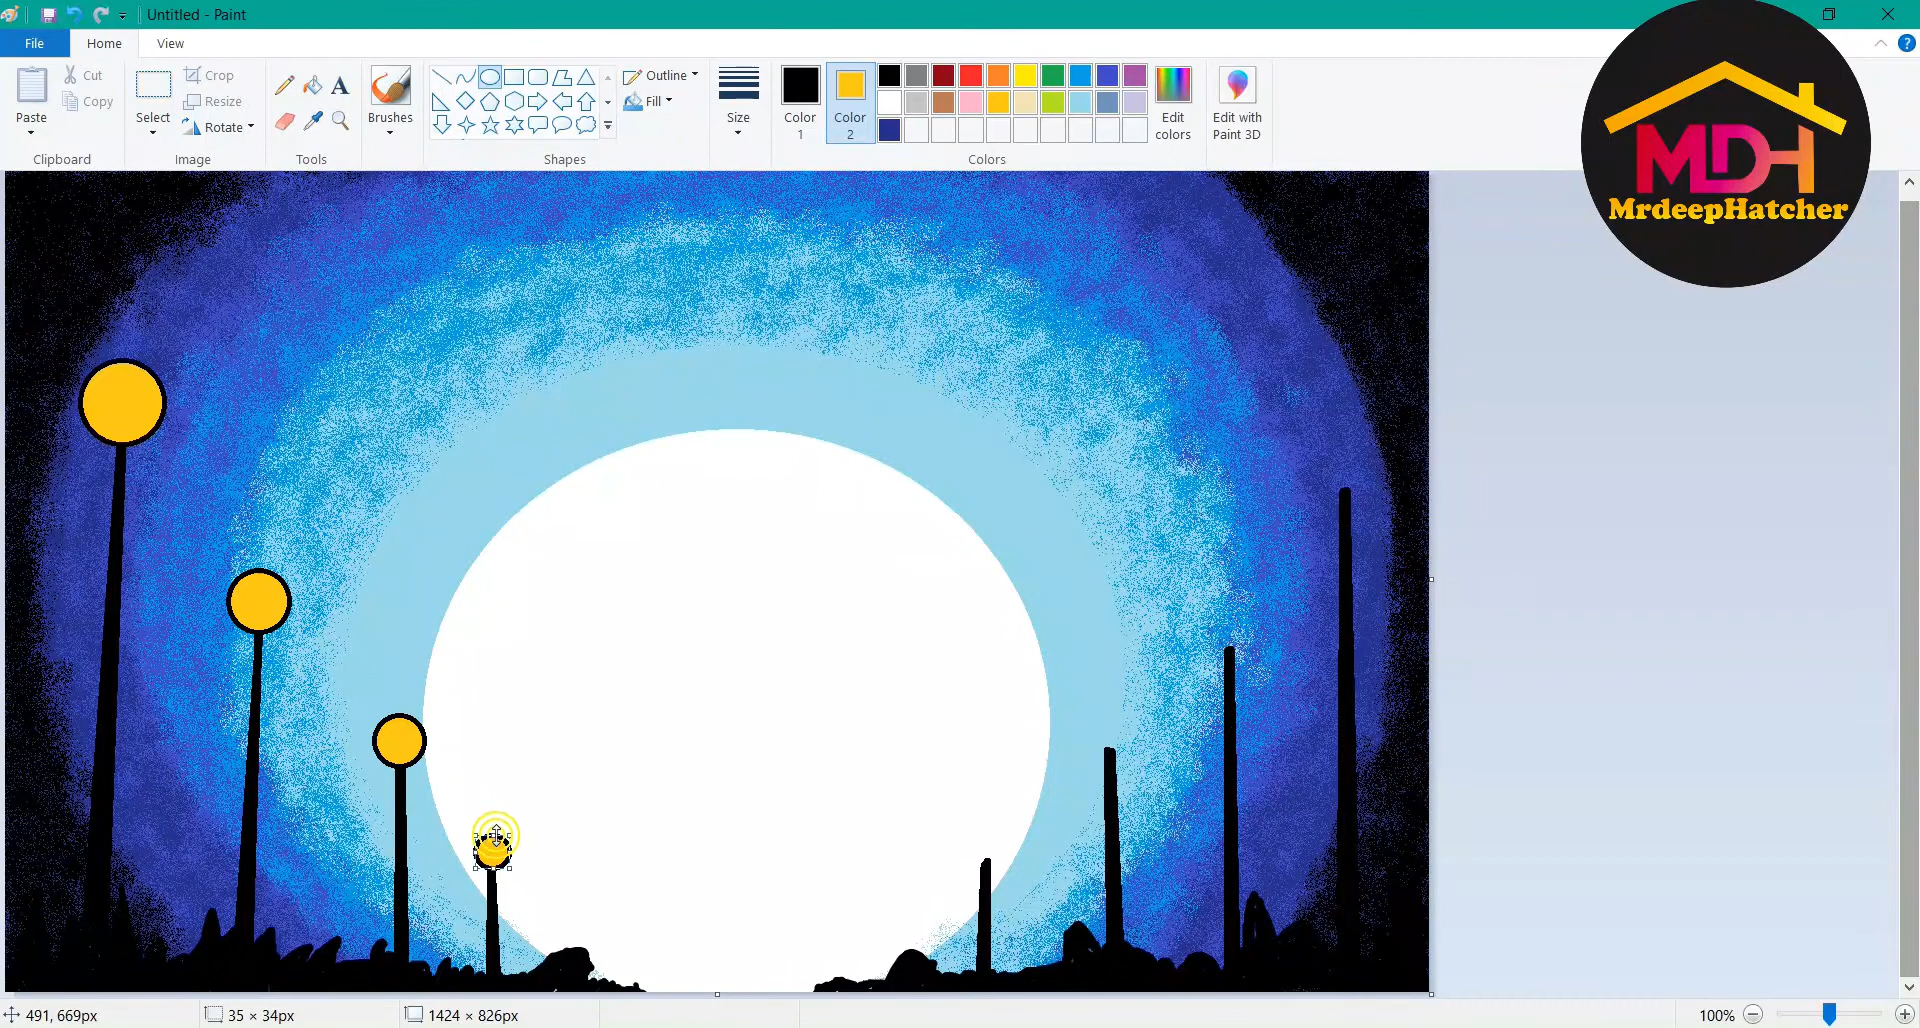 Untitled - Paint
File Home View
Paste Cut Copy Clipboard
Select Crop Resize Rotate Image
Tools
Brushes
Outline Fill Shapes
Size
Color 1 Color 2 Edit colors Colors
Edit with Paint 3D
MDH
MrdeepHatcher
491, 669px 35 × 34px 1424 × 826px 100%